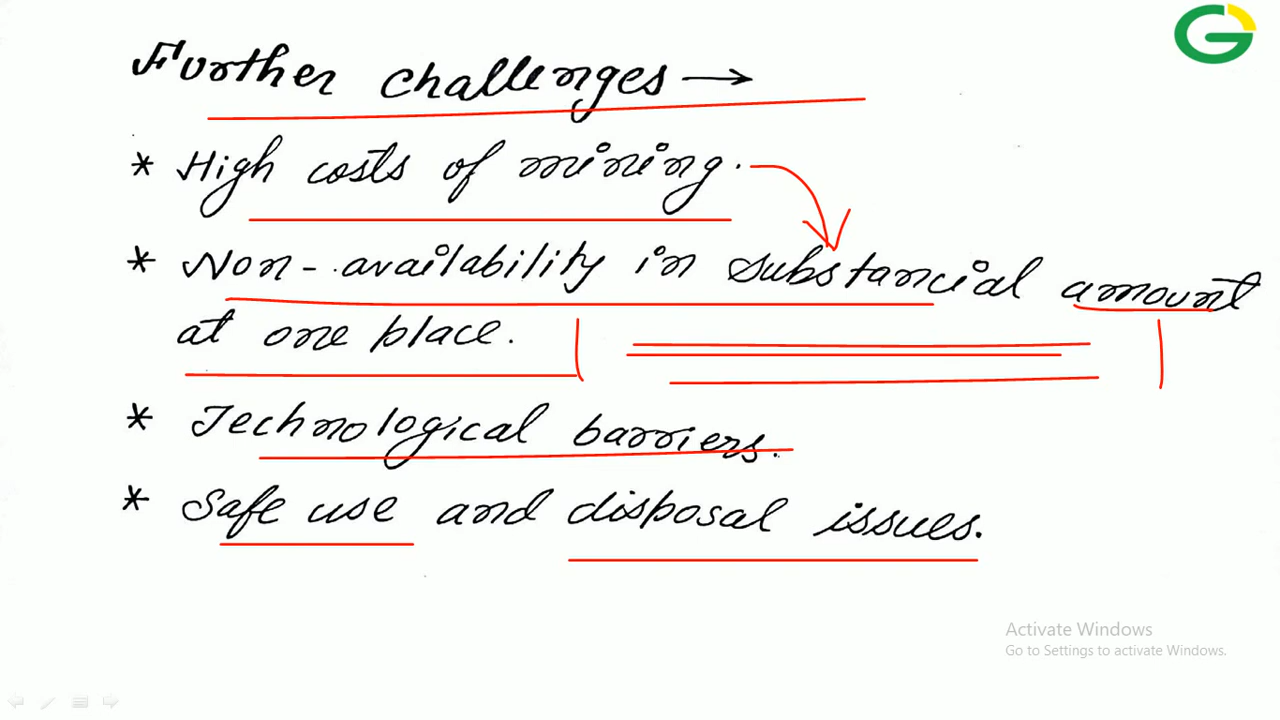 Further challenges →
* High costs of mining.
* Non-availability in substancial amount
at one place.
* Technological barriers.
* Safe use and disposal issues.
G
Activate Windows
Go to Settings to activate Windows.